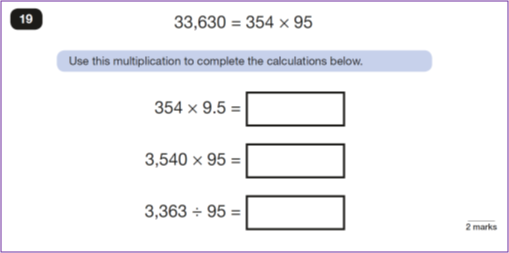 19
33,630 = 354 × 95
Use this multiplication to complete the calculations below.
354 × 9.5 =
3,540 × 95 =
3,363 ÷ 95 =
2 marks